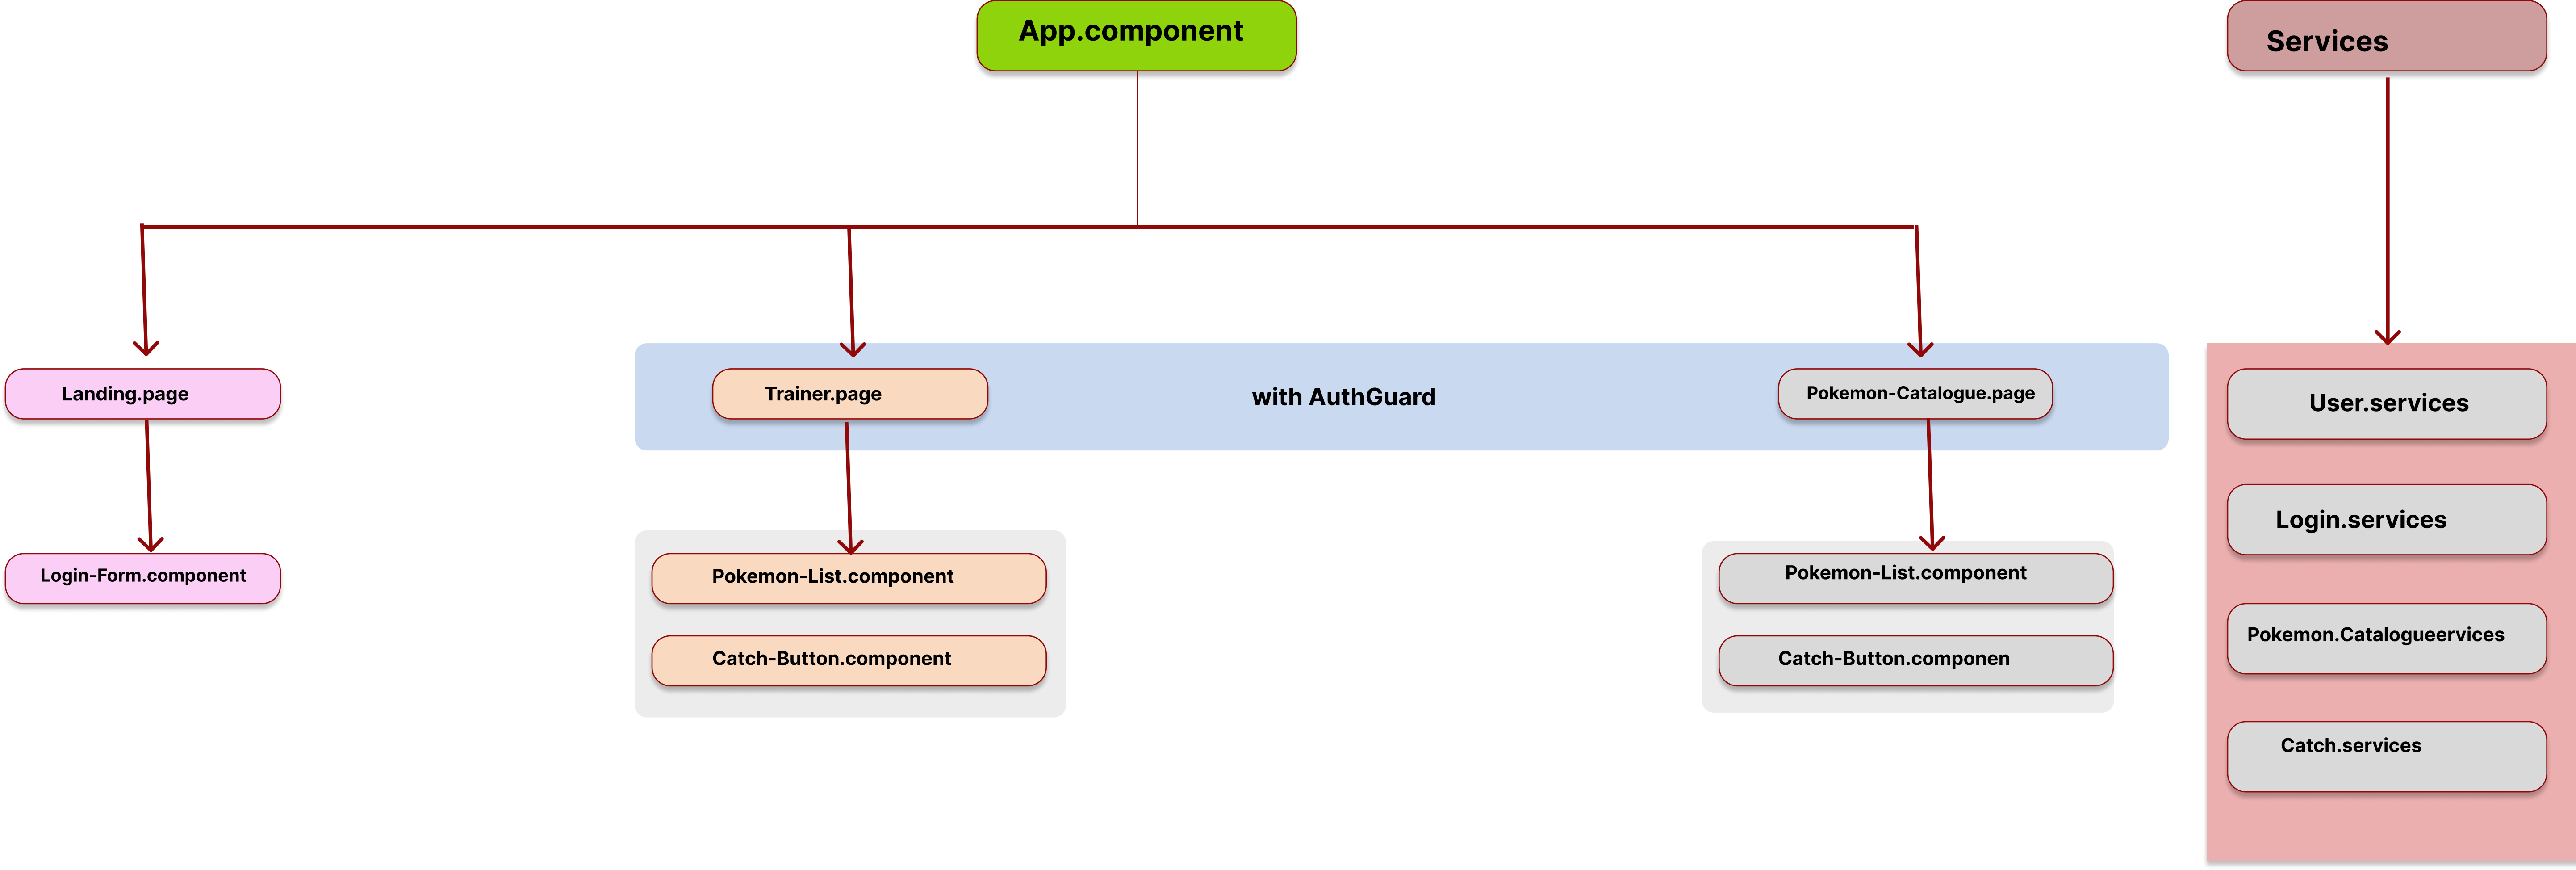 App.component
Services
Landing.page
Trainer.page
with AuthGuard
Pokemon-Catalogue.page
User.services
Login.services
Login-Form.component
Pokemon-List.component
Pokemon-List.component
Pokemon.Catalogueervices
Catch-Button.component
Catch-Button.componen
Catch.services